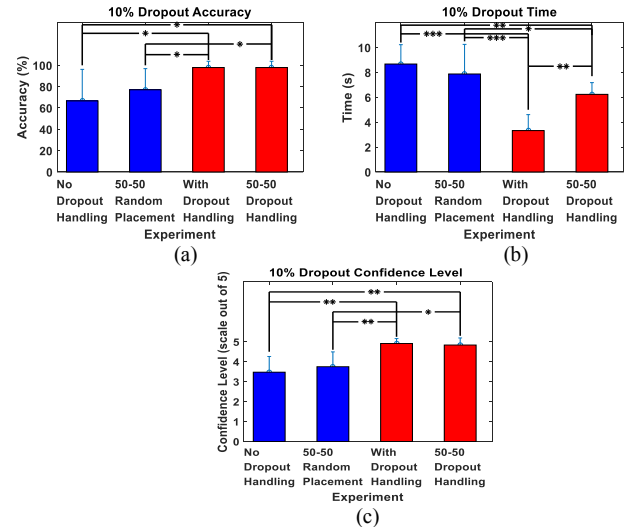 10% Dropout Accuracy
*
*
*
*
100
80
60
40
20
0
Accuracy (%)
No Dropout Handling
50-50 Random Placement
With Dropout Handling
50-50 Dropout Handling
Experiment
(a)
10% Dropout Time
**
*
***
***
**
10
8
6
4
2
0
Time (s)
No Dropout Handling
50-50 Random Placement
With Dropout Handling
50-50 Dropout Handling
Experiment
(b)
10% Dropout Confidence Level
**
**
*
**
5
4
3
2
1
0
Confidence Level (scale out of 5)
No Dropout Handling
50-50 Random Placement
With Dropout Handling
50-50 Dropout Handling
Experiment
(c)